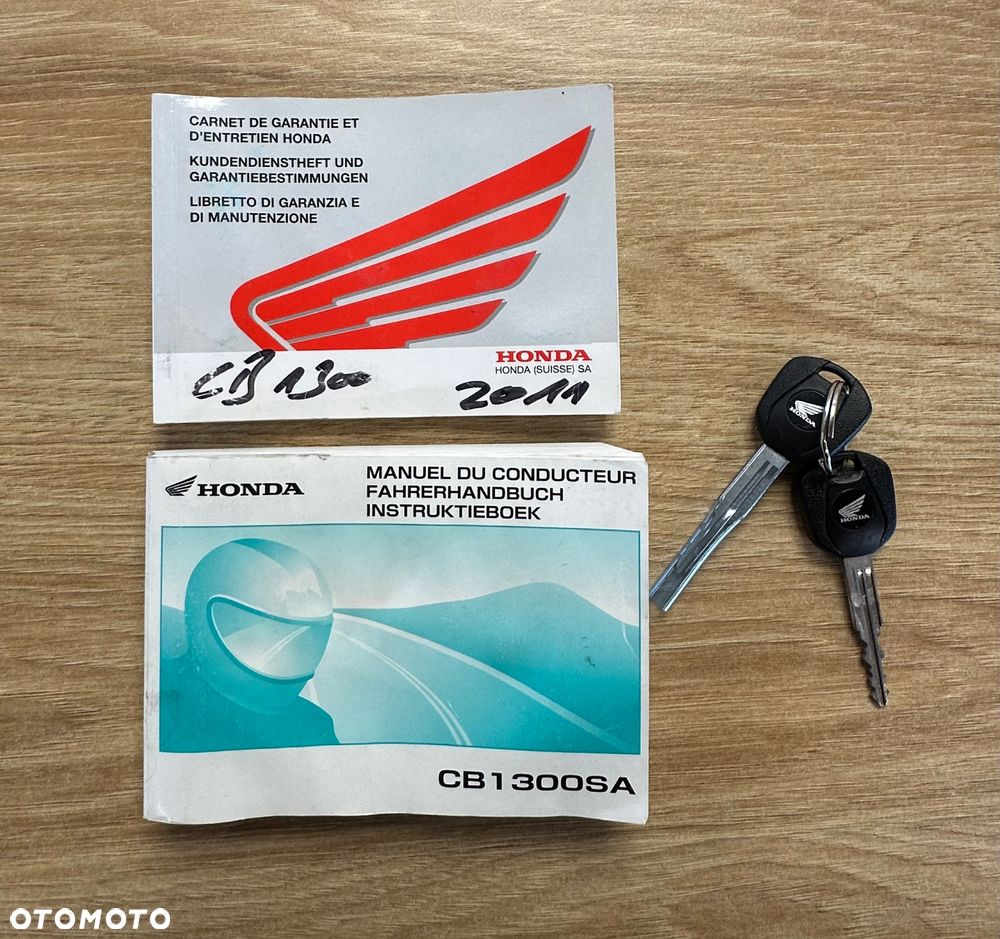 CARNET DE GARANTIE ET
D'ENTRETIEN HONDA
KUNDENDIENSTHEFT UND
GARANTIEBESTIMMUNGEN
LIBRETTO DI GARANZIA E
DI MANUTENZIONE
HONDA
HONDA (SUISSE) SA
CB 1300
2011
HONDA
MANUEL DU CONDUCTEUR
FAHRERHANDBUCH
INSTRUKTIEBOEK
CB1300SA
HONDA
HONDA
OTOMOTO